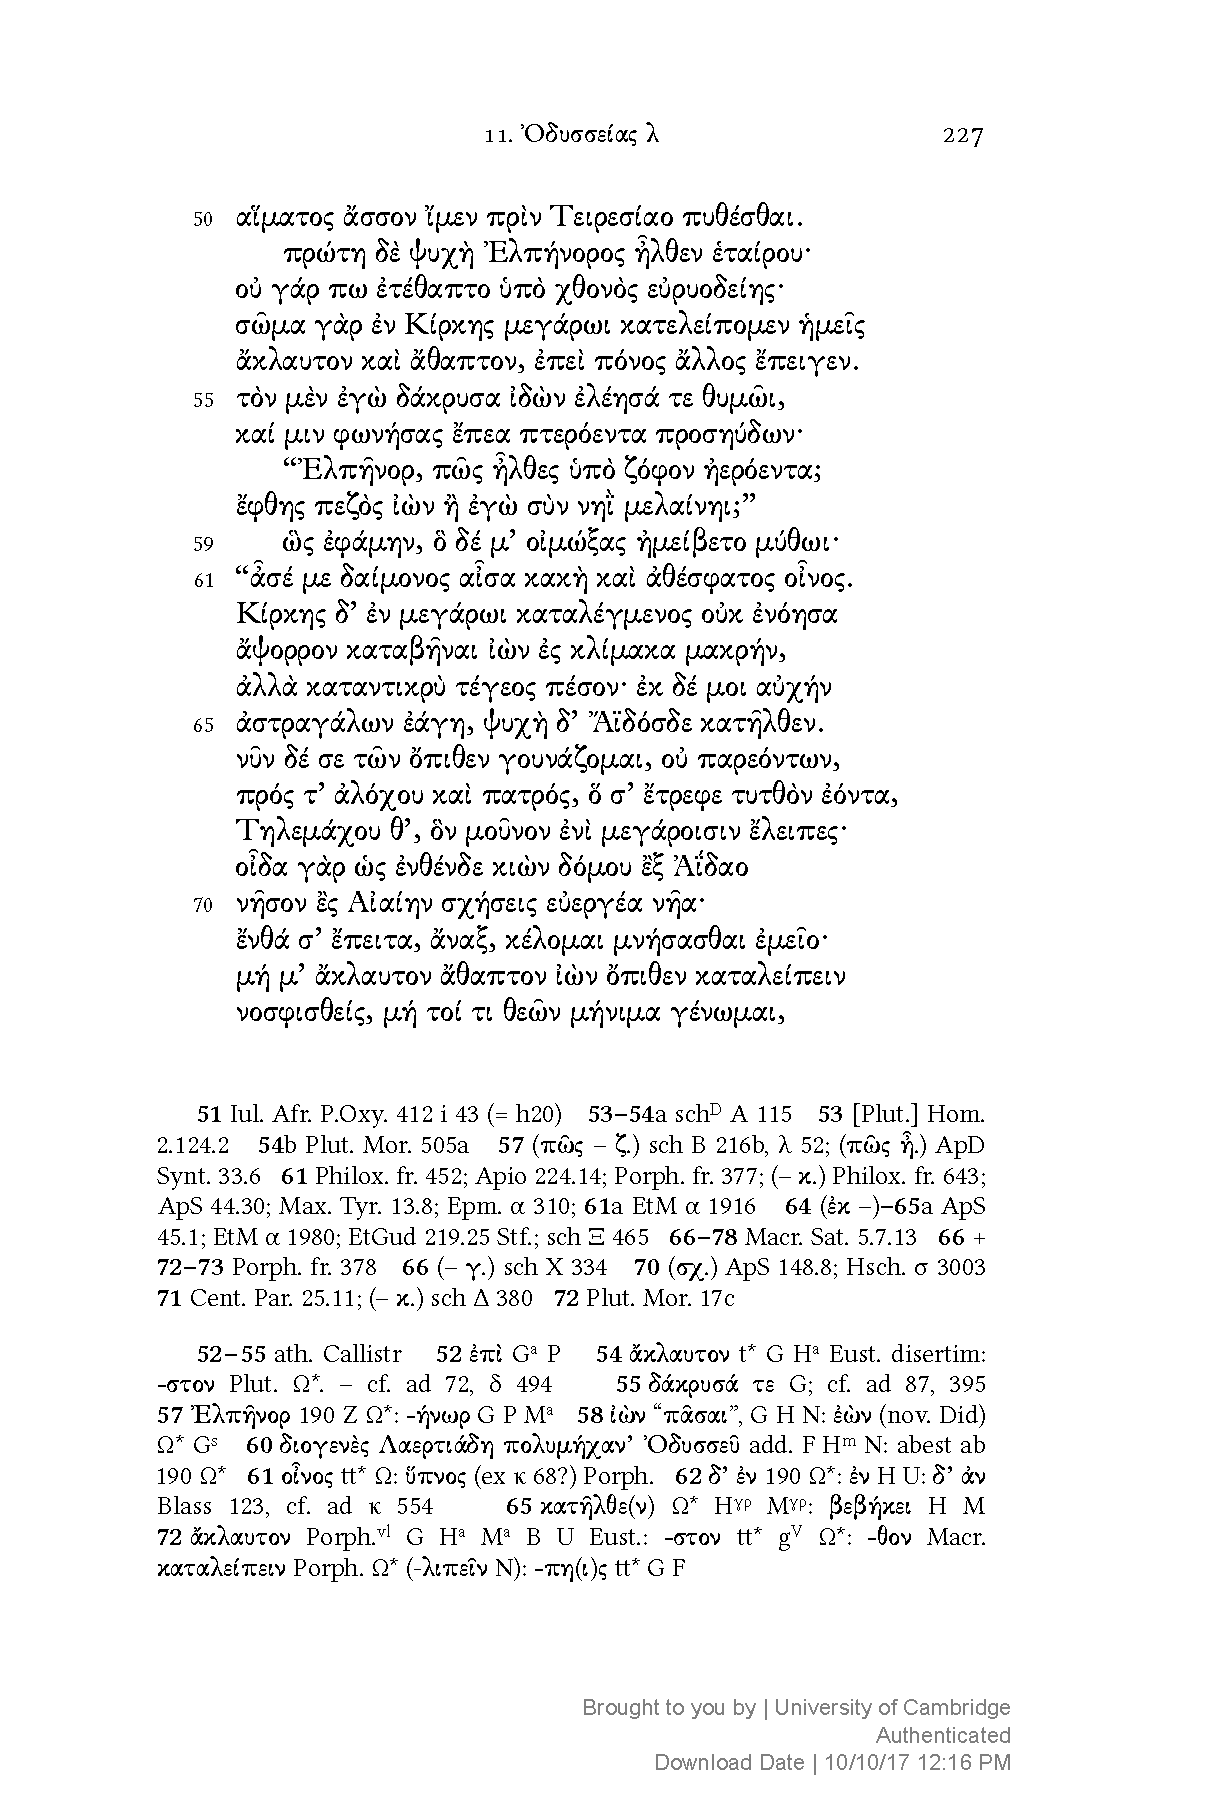 11. Ὀδυσσείας λ 227
50 αἵματος ἄσσον ἴμεν πρὶν Τειρεσίαο πυθέσθαι.
πρώτη δὲ ψυχὴ Ἐλπήνορος ἦλθεν ἑταίρου·
οὐ γάρ πω ἐτέθαπτο ὑπὸ χθονὸς εὐρυοδείης·
σῶμα γὰρ ἐν Κίρκης μεγάρωι κατελείπομεν ἡμεῖς
ἄκλαυτον καὶ ἄθαπτον, ἐπεὶ πόνος ἄλλος ἔπειγεν.
55 τὸν μὲν ἐγὼ δάκρυσα ἰδὼν ἐλέησά τε θυμῶι,
καί μιν φωνήσας ἔπεα πτερόεντα προσηύδων·
“Ἐλπῆνορ, πῶς ἦλθες ὑπὸ ζόφον ἠερόεντα;
ἔφθης πεζὸς ἰὼν ἢ ἐγὼ σὺν νηῒ μελαίνηι;”
59 ὣς ἐφάμην, ὃ δέ μ’ οἰμώξας ἠμείβετο μύθωι·
61 “ἆσέ με δαίμονος αἶσα κακὴ καὶ ἀθέσφατος οἶνος.
Κίρκης δ’ ἐν μεγάρωι καταλέγμενος οὐκ ἐνόησα
ἄψορρον καταβῆναι ἰὼν ἐς κλίμακα μακρήν,
ἀλλὰ καταντικρὺ τέγεος πέσον· ἐκ δέ μοι αὐχήν
65 ἀστραγάλων ἐάγη, ψυχὴ δ’ Ἄϊδόσδε κατῆλθεν.
νῦν δέ σε τῶν ὄπιθεν γουνάζομαι, οὐ παρεόντων,
πρός τ’ ἀλόχου καὶ πατρός, ὅ σ’ ἔτρεφε τυτθὸν ἐόντα,
Τηλεμάχου θ’, ὃν μοῦνον ἐνὶ μεγάροισιν ἔλειπες·
οἶδα γὰρ ὡς ἐνθένδε κιὼν δόμου ἒξ Ἀΐδαο
70 νῆσον ἒς Αἰαίην σχήσεις εὐεργέα νῆα·
ἔνθά σ’ ἔπειτα, ἄναξ, κέλομαι μνήσασθαι ἐμεῖο·
μή μ’ ἄκλαυτον ἄθαπτον ἰὼν ὄπιθεν καταλείπειν
νοσφισθείς, μή τοί τι θεῶν μήνιμα γένωμαι,
51 Iul. Afr. P.Oxy. 412 i 43 (= h20) 53–54a schᴰ A 115 53 [Plut.] Hom.
2.124.2 54b Plut. Mor. 505a 57 (πῶς – ζ.) sch B 216b, λ 52; (πῶς ἦ.) ApD
Synt. 33.6 61 Philox. fr. 452; Apio 224.14; Porph. fr. 377; (– κ.) Philox. fr. 643;
ApS 44.30; Max. Tyr. 13.8; Epm. α 310; 61a EtM α 1916 64 (ἐκ –)–65a ApS
45.1; EtM α 1980; EtGud 219.25 Stf.; sch Ξ 465 66–78 Macr. Sat. 5.7.13 66 +
72–73 Porph. fr. 378 66 (– γ.) sch X 334 70 (σχ.) ApS 148.8; Hsch. σ 3003
71 Cent. Par. 25.11; (– κ.) sch Δ 380 72 Plut. Mor. 17c
52–55 ath. Callistr 52 ἐπὶ Gᵃ P 54 ἄκλαυτον t* G Hᵃ Eust. disertim:
-στον Plut. Ω*. – cf. ad 72, δ 494 55 δάκρυσά τε G; cf. ad 87, 395
57 Ἐλπῆνορ 190 Z Ω*: -ήνωρ G P Mᵃ 58 ἰὼν “πᾶσαι”, G H N: ἐὼν (nov. Did)
Ω* Gˢ 60 διογενὲς Λαερτιάδη πολυμήχαν’ Ὀδυσσεῦ add. F Hᵐ N: abest ab
190 Ω* 61 οἶνος tt* Ω: ὕπνος (ex κ 68?) Porph. 62 δ’ ἐν 190 Ω*: ἐν H U: δ’ ἀν
Blass 123, cf. ad κ 554 65 κατῆλθε(ν) Ω* Hᵞᵖ Mᵞᵖ: βεβήκει H M
72 ἄκλαυτον Porph.ᵛˡ G Hᵃ Mᵃ B U Eust.: -στον tt* gⱽ Ω*: -θον Macr.
καταλείπειν Porph. Ω* (-λιπεῖν N): -πη(ι)ς tt* G F
Brought to you by | University of Cambridge
Authenticated
Download Date | 10/10/17 12:16 PM